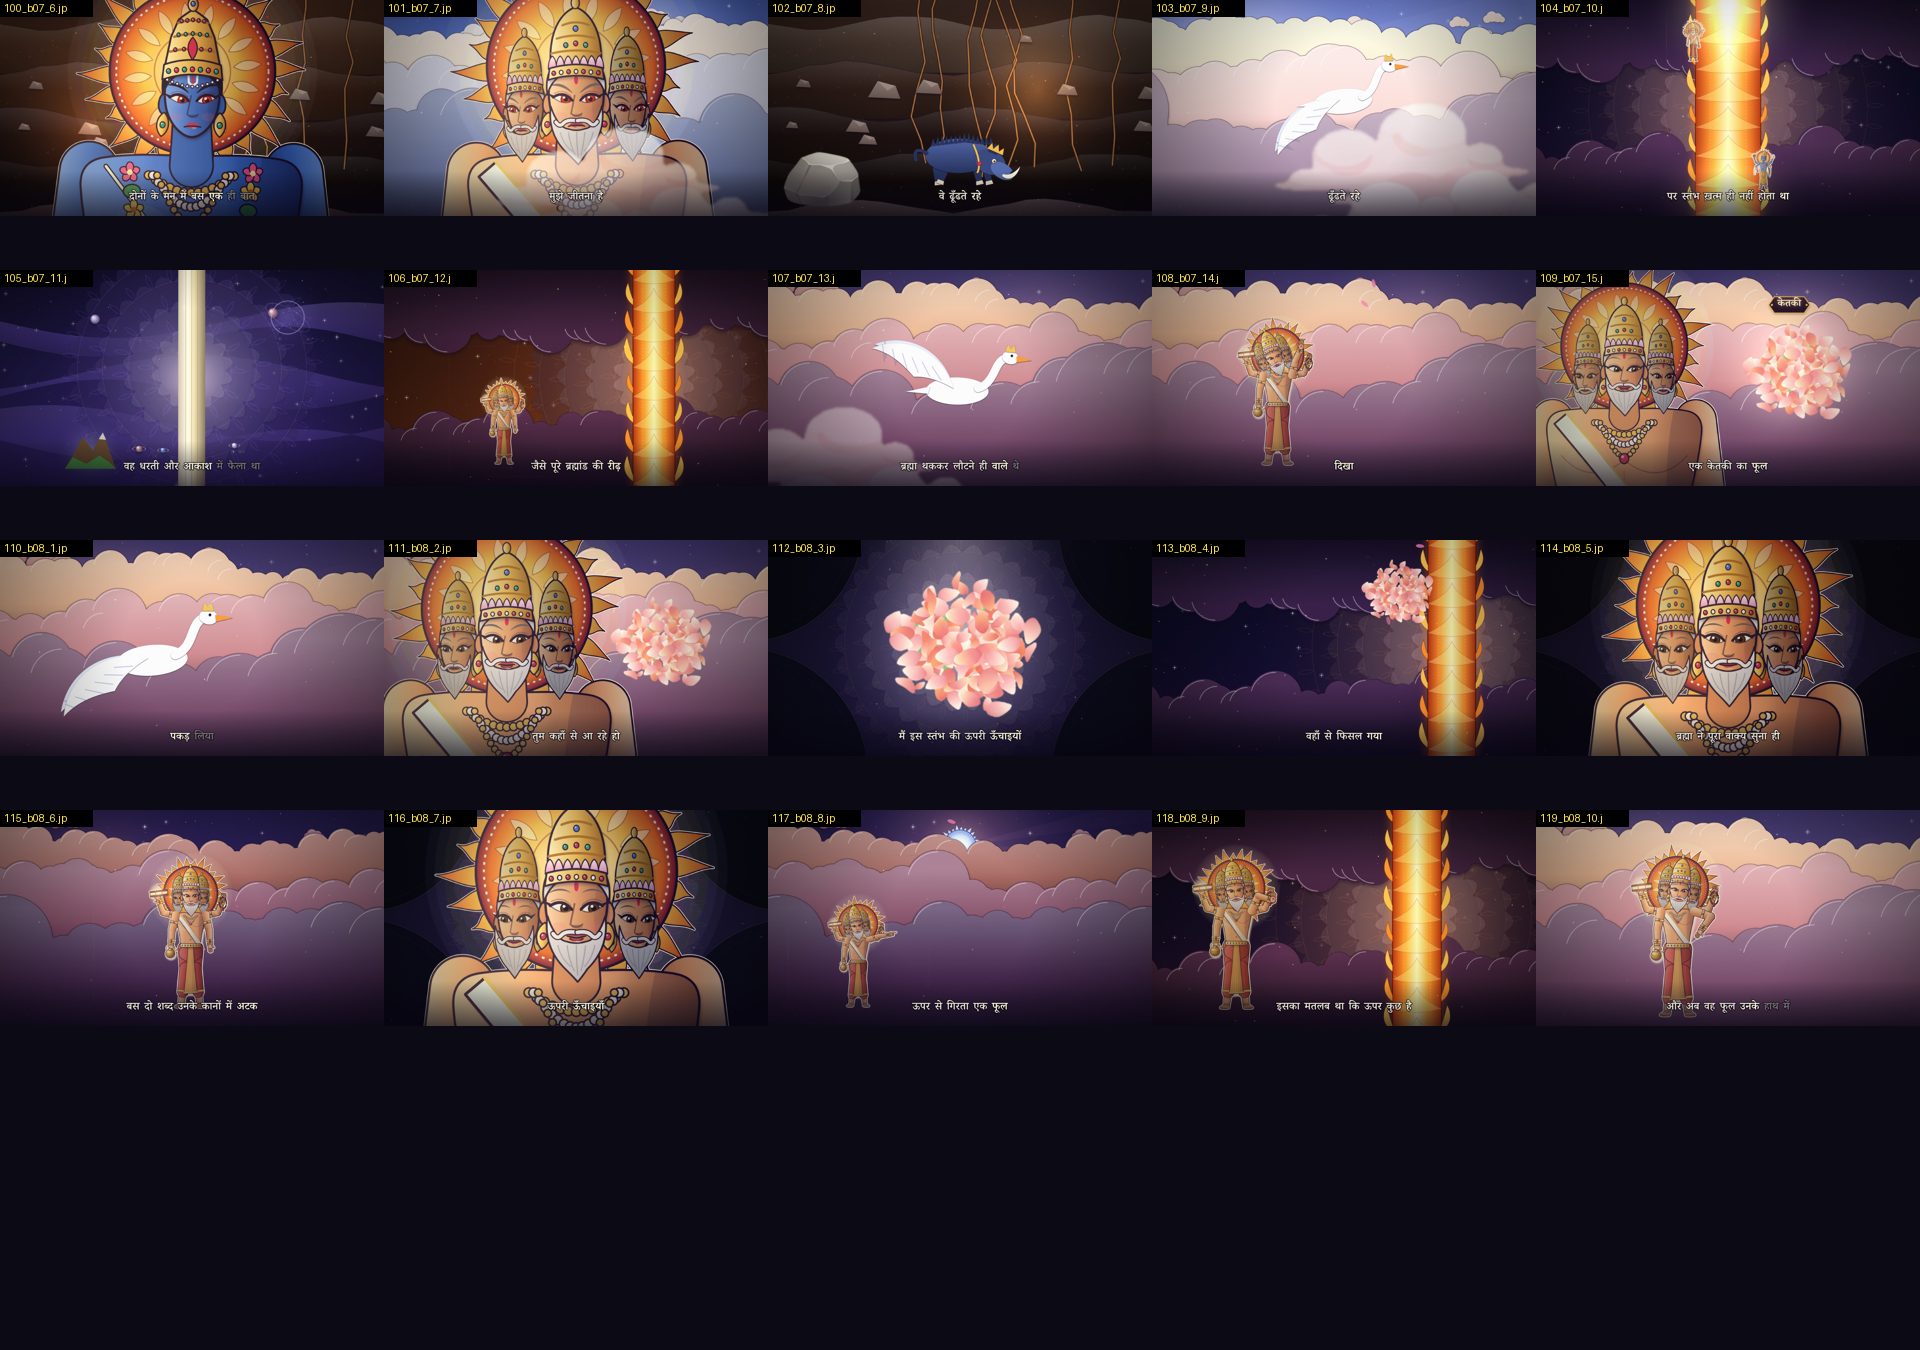 100_b07_6.jp
101_b07_7.jp
102_b07_8.jp
103_b07_9.jp
104_b07_10.j
दोनों के मन में बस एक ही बात
मुझे जीतना है
वे ढूँढते रहे
ढूँढते रहे
पर स्तंभ ख़त्म ही नहीं होता था
105_b07_11.j
106_b07_12.j
107_b07_13.j
108_b07_14.j
109_b07_15.j
केतकी
वह धरती और आकाश में फैला था
जैसे पूरे ब्रह्मांड की रीढ़
ब्रह्मा थककर लौटने ही वाले थे
दिखा
एक केतकी का फूल
110_b08_1.jp
111_b08_2.jp
112_b08_3.jp
113_b08_4.jp
114_b08_5.jp
पकड़ लिया
तुम कहाँ से आ रहे हो
मैं इस स्तंभ की ऊपरी ऊँचाइयों
वहाँ से फिसल गया
ब्रह्मा ने पूरा वाक्य सुना ही
115_b08_6.jp
116_b08_7.jp
117_b08_8.jp
118_b08_9.jp
119_b08_10.j
बस दो शब्द उनके कानों में अटक
ऊपरी ऊँचाइयाँ
ऊपर से गिरता एक फूल
इसका मतलब था कि ऊपर कुछ है
और अब वह फूल उनके हाथ में